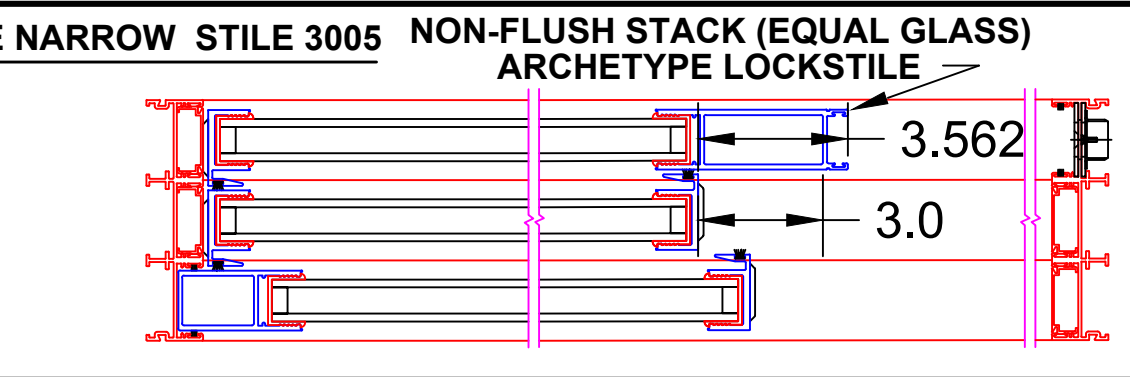 E NARROW STILE 3005
NON-FLUSH STACK (EQUAL GLASS)
ARCHETYPE LOCKSTILE
3.562
3.0